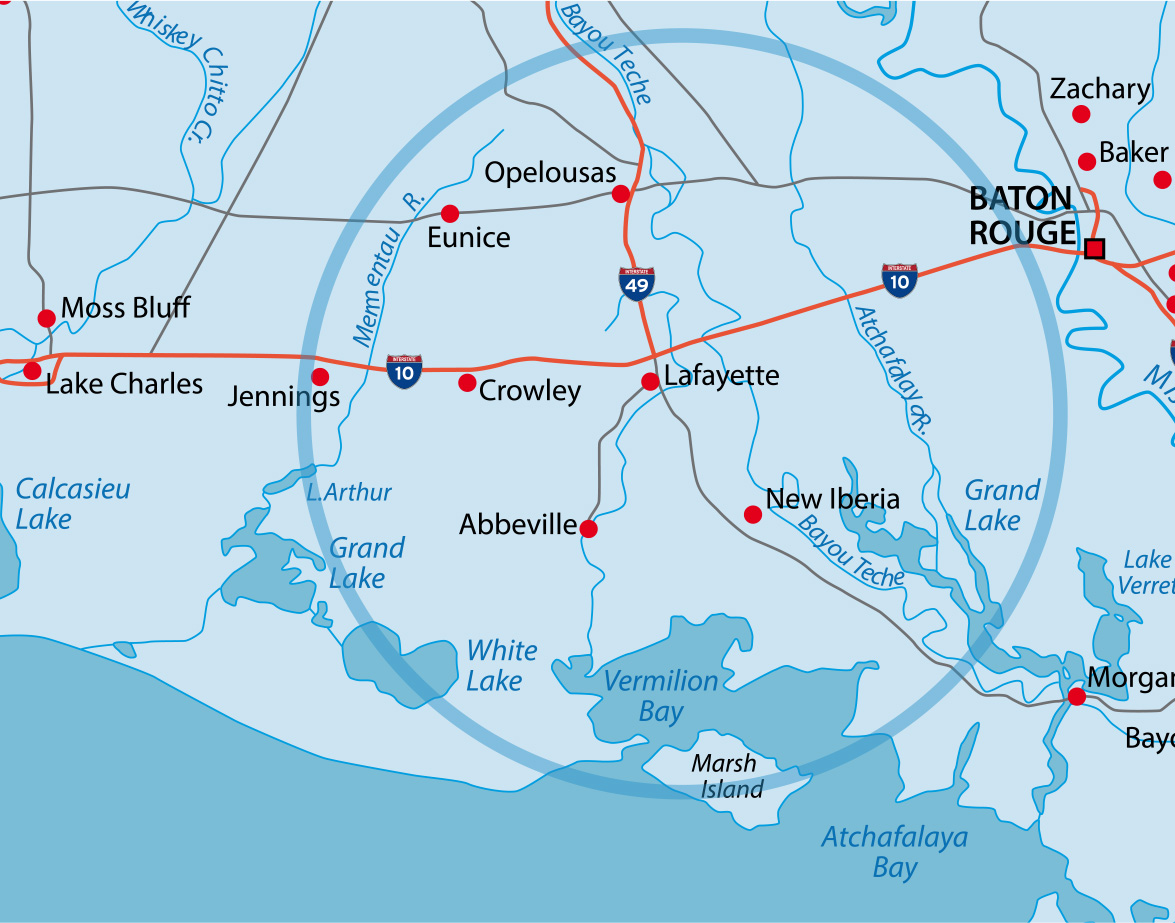 Whiskey Chitto Cr.
Bayou Teche
Zachary
Baker
Opelousas
BATON
ROUGE
Eunice
Mermentau R.
INTERSTATE
49
INTERSTATE
10
Moss Bluff
Atchafalaya R.
Lake Charles
Jennings
INTERSTATE
10
Crowley
Lafayette
Mis
Calcasieu
Lake
L.Arthur
New Iberia
Grand
Lake
Abbeville
Bayou Teche
Grand
Lake
Lake
Verret
White
Lake
Vermilion
Bay
Morgan
Bayo
Marsh
Island
Atchafalaya
Bay